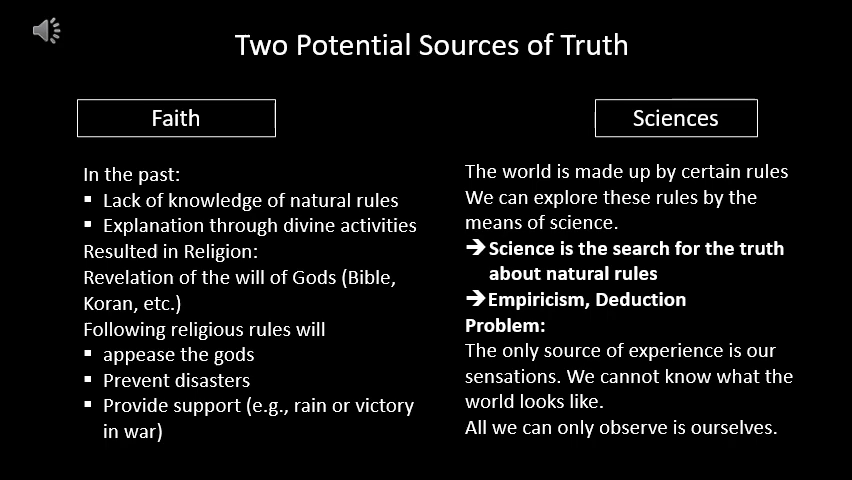 Two Potential Sources of Truth
Faith
In the past:
▪ Lack of knowledge of natural rules
▪ Explanation through divine activities
Resulted in Religion:
Revelation of the will of Gods (Bible,
Koran, etc.)
Following religious rules will
▪ appease the gods
▪ Prevent disasters
▪ Provide support (e.g., rain or victory
in war)
Sciences
The world is made up by certain rules
We can explore these rules by the
means of science.
➔ Science is the search for the truth
about natural rules
➔ Empiricism, Deduction
Problem:
The only source of experience is our
sensations. We cannot know what the
world looks like.
All we can only observe is ourselves.